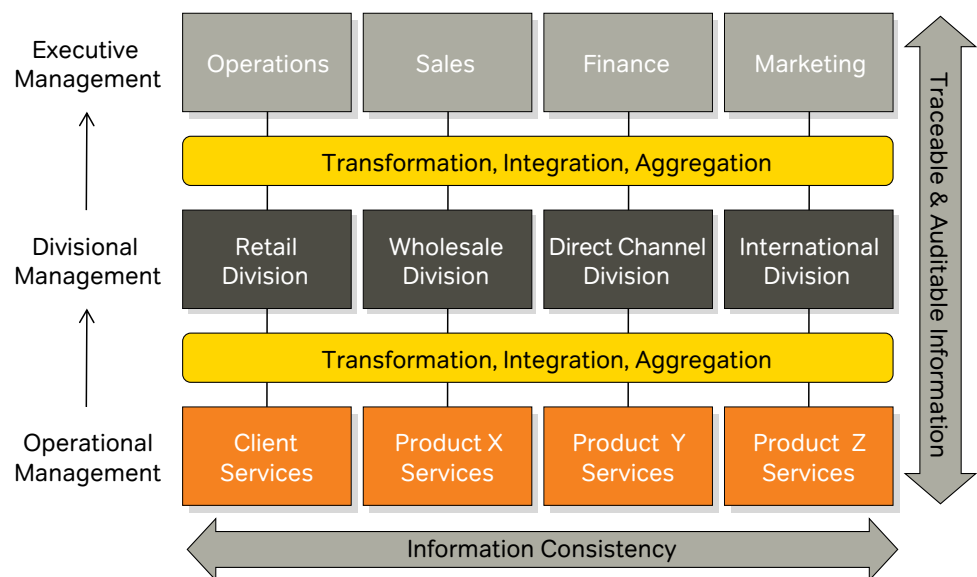 Executive
Management
Operations
Sales
Finance
Marketing
Transformation, Integration, Aggregation
Divisional
Management
Retail
Division
Wholesale
Division
Direct Channel
Division
International
Division
Transformation, Integration, Aggregation
Operational
Management
Client
Services
Product X
Services
Product Y
Services
Product Z
Services
Information Consistency
Traceable & Auditable Information